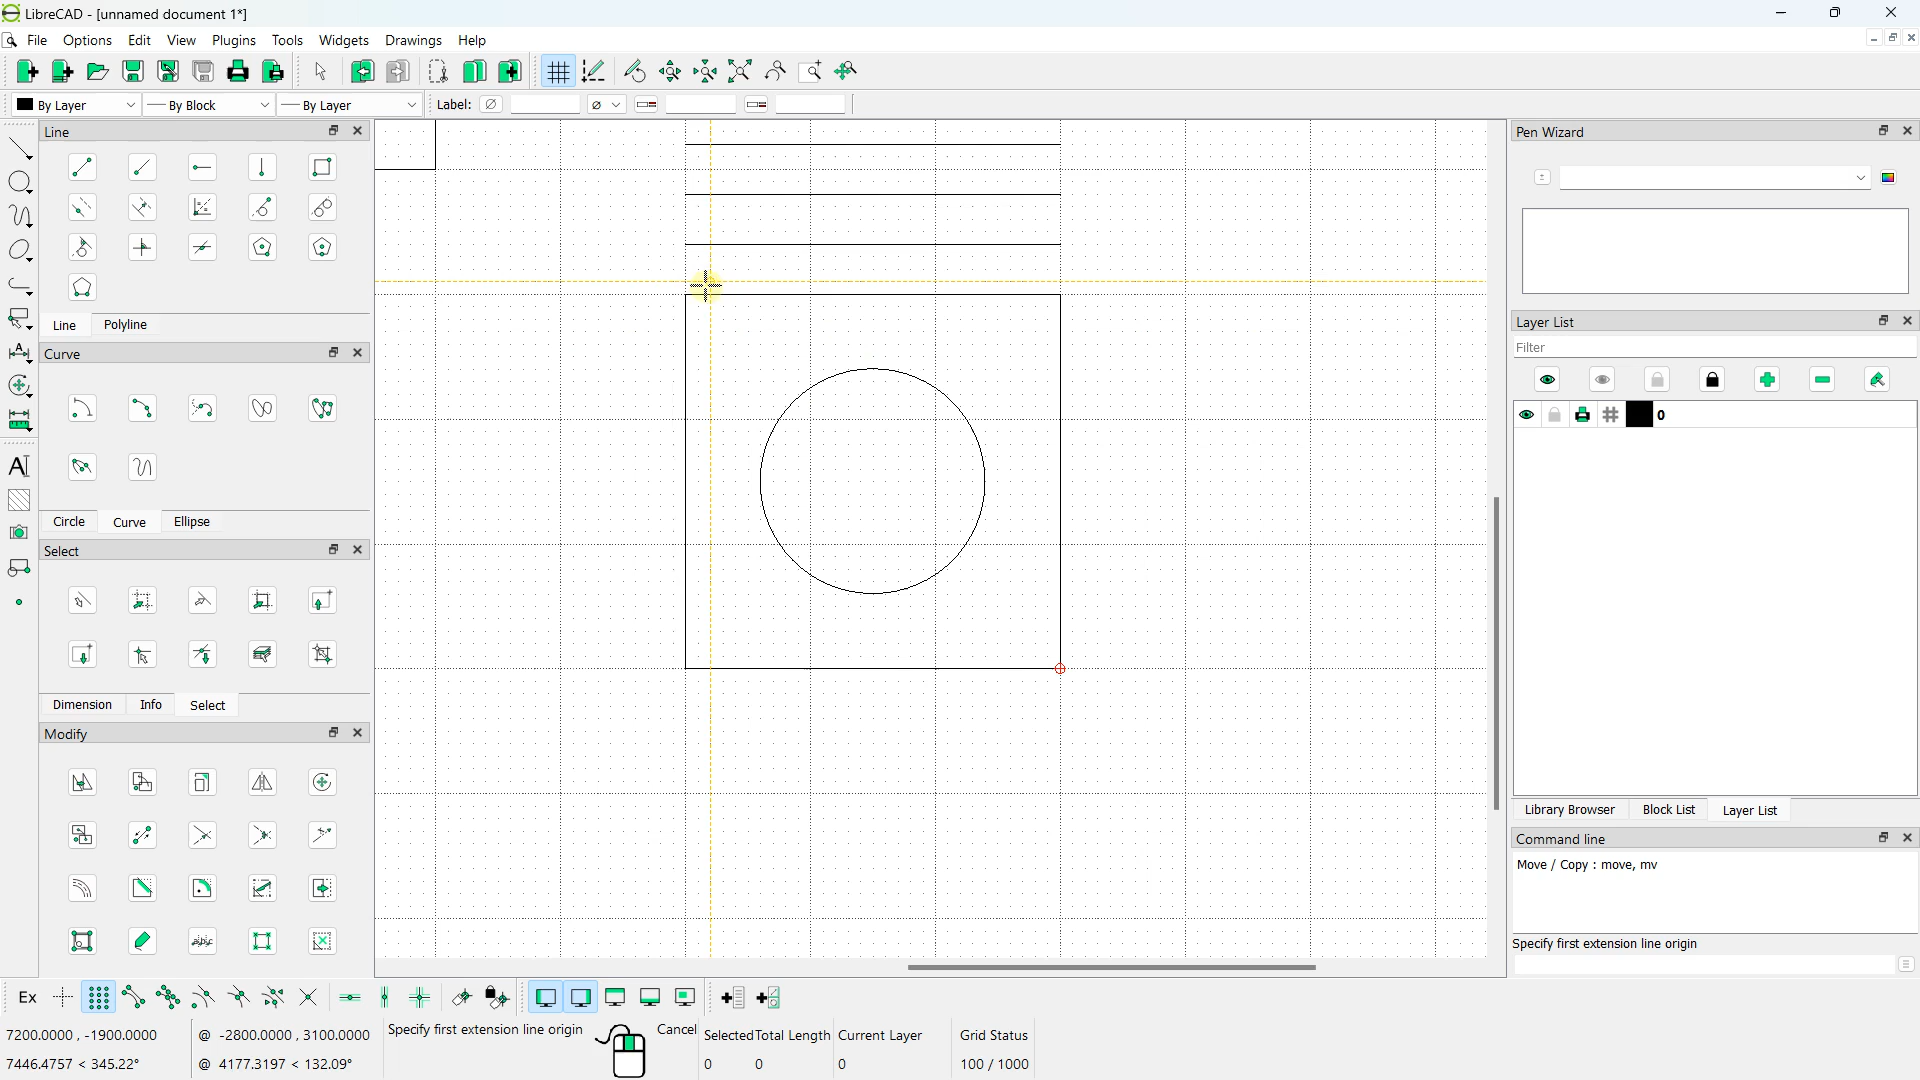 LibreCAD - [unnamed document 1*]
File Options Edit View Plugins Tools Widgets Drawings Help
By Layer By Block By Layer Label:
Line
Line Polyline
Curve
Circle Curve Ellipse
Select
Dimension Info Select
Modify
Pen Wizard
Layer List
Filter
0
Library Browser Block List Layer List
Command line
Move / Copy : move, mv
Specify first extension line origin
Ex
7200.0000 , -1900.0000 @ -2800.0000 , 3100.0000 Specify first extension line origin Cancel Selected Total Length Current Layer Grid Status
7446.4757 < 345.22° @ 4177.3197 < 132.09° 0 0 0 100 / 1000